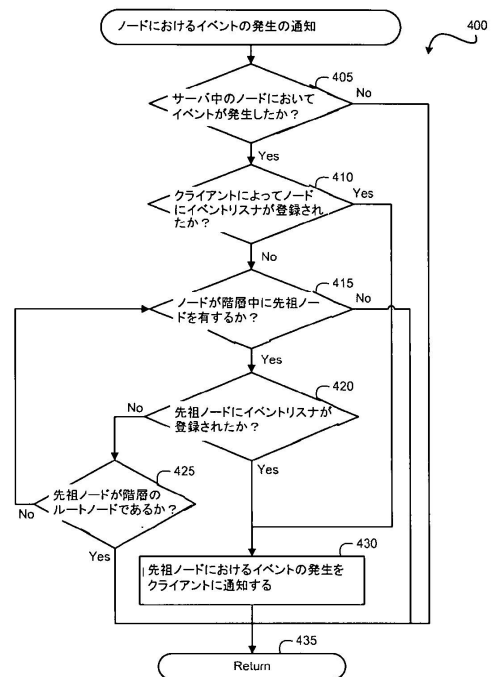 ノードにおけるイベントの発生の通知
400
405
サーバ中のノードにおいて
イベントが発生したか？
No
Yes
410
クライアントによってノード
にイベントリスナが登録され
たか？
Yes
No
415
ノードが階層中に先祖ノー
ドを有するか？
No
Yes
420
先祖ノードにイベントリスナが
登録されたか？
No
Yes
425
先祖ノードが階層の
ルートノードであるか？
No
Yes
430
先祖ノードにおけるイベントの発生を
クライアントに通知する
435
Return